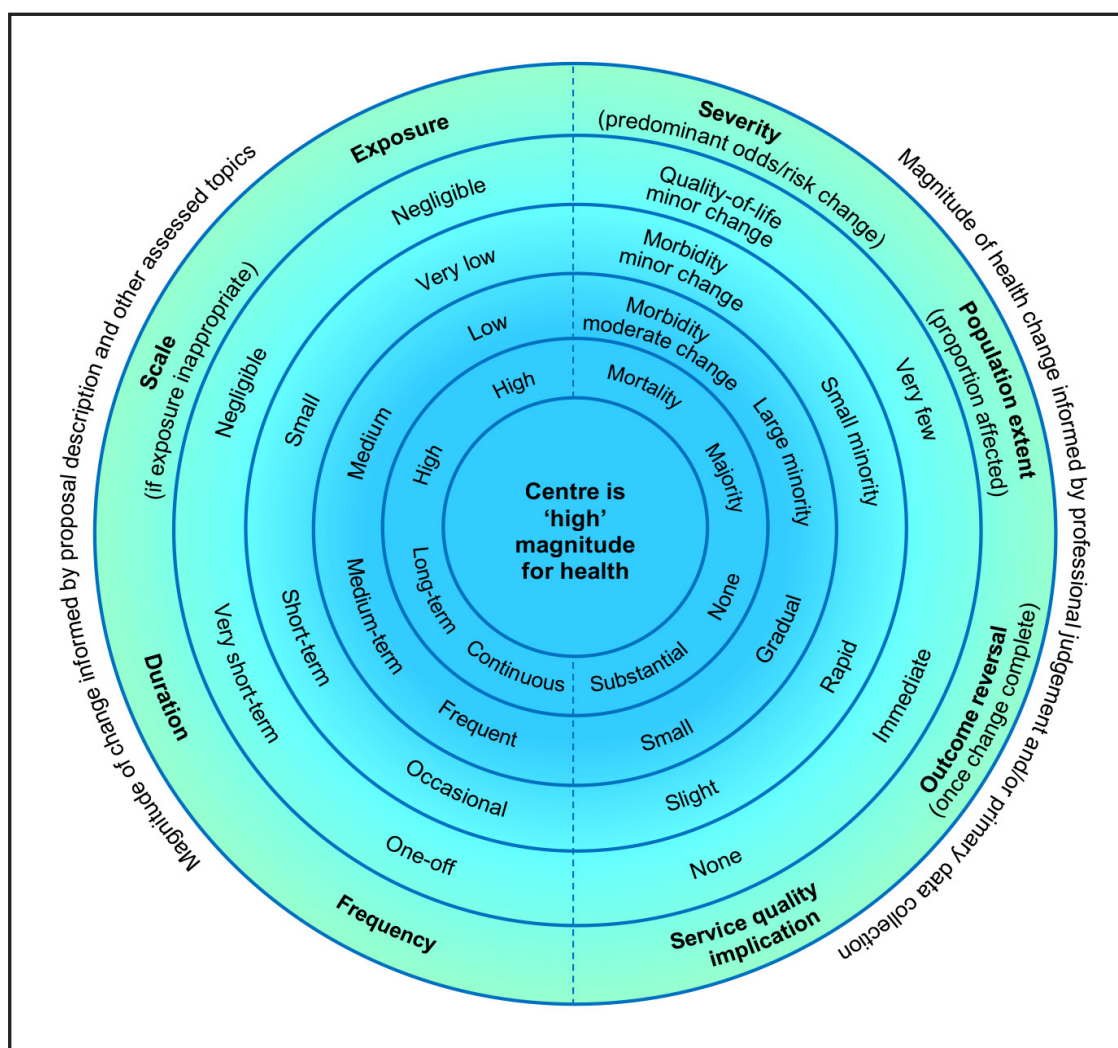 Magnitude of change informed by proposal description and other assessed topics
Magnitude of health change informed by professional judgement and/or primary data collection
Exposure
Negligible
Very low
Low
High
Scale
(if exposure inappropriate)
Negligible
Small
Medium
High
Duration
Very short-term
Short-term
Medium-term
Long-term
Frequency
One-off
Occasional
Frequent
Continuous
Severity
(predominant odds/risk change)
Quality-of-life
minor change
Morbidity
minor change
Morbidity
moderate change
Mortality
Population extent
(proportion affected)
Very few
Small minority
Large minority
Majority
Outcome reversal
(once change complete)
Immediate
Rapid
Gradual
None
Service quality
implication
None
Slight
Small
Substantial
Centre is
‘high’
magnitude
for health